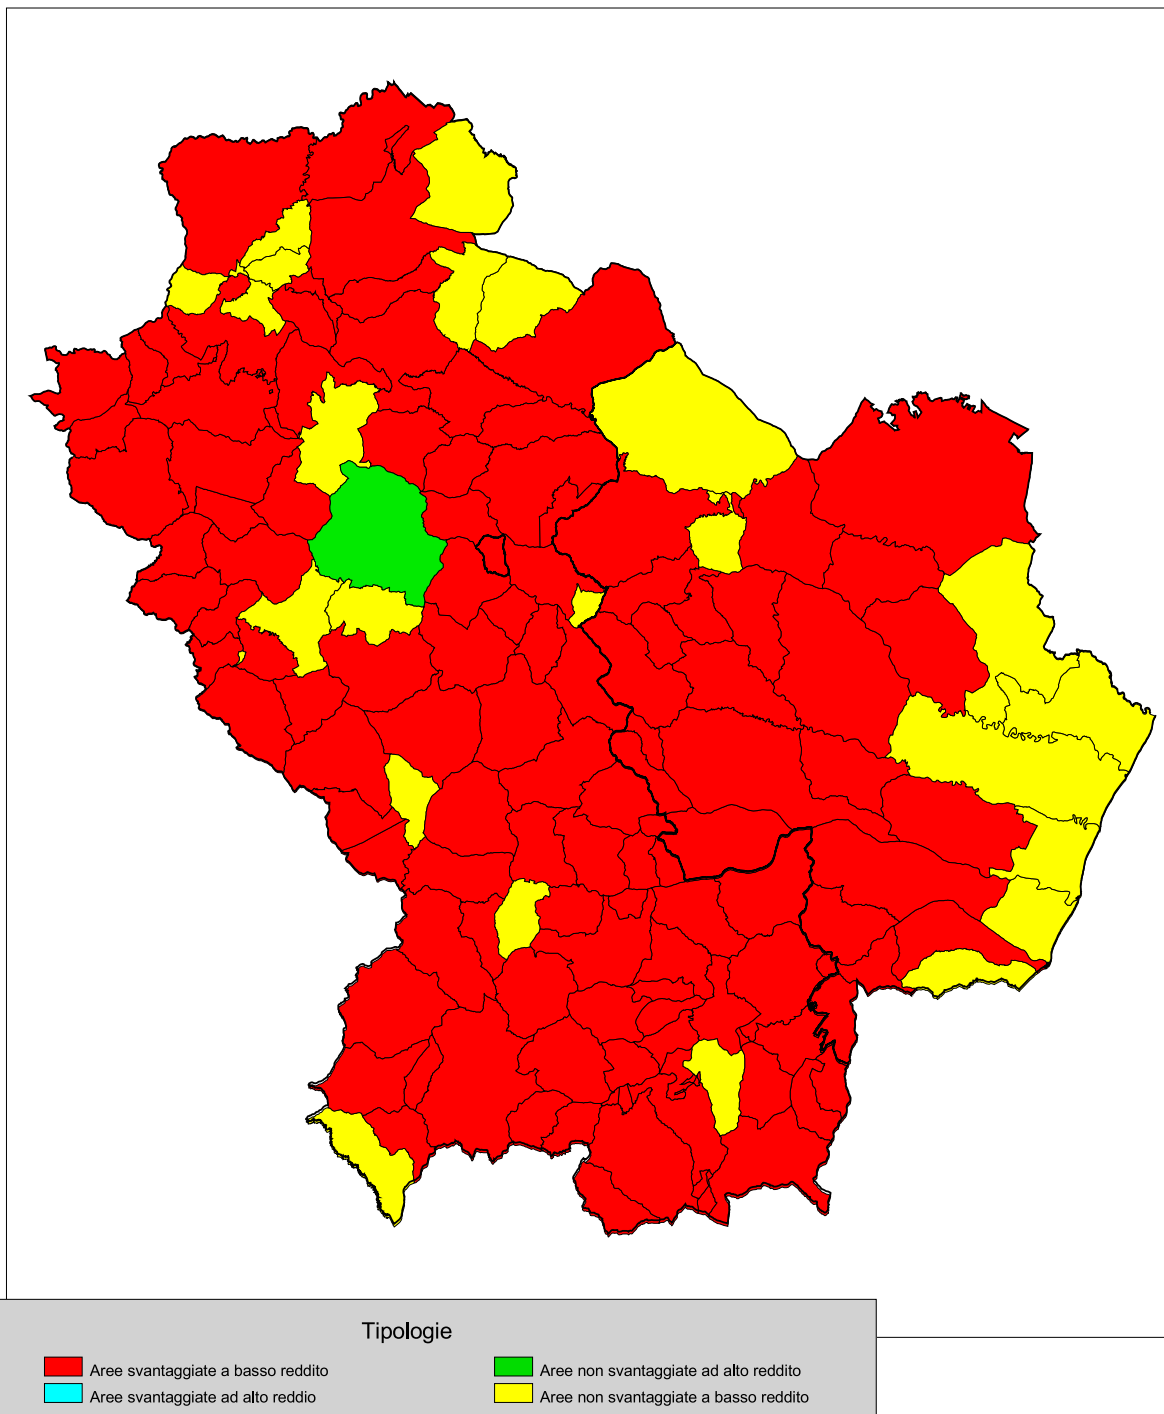 Tipologie
Aree svantaggiate a basso reddito
Aree non svantaggiate ad alto reddito
Aree svantaggiate ad alto reddio
Aree non svantaggiate a basso reddito